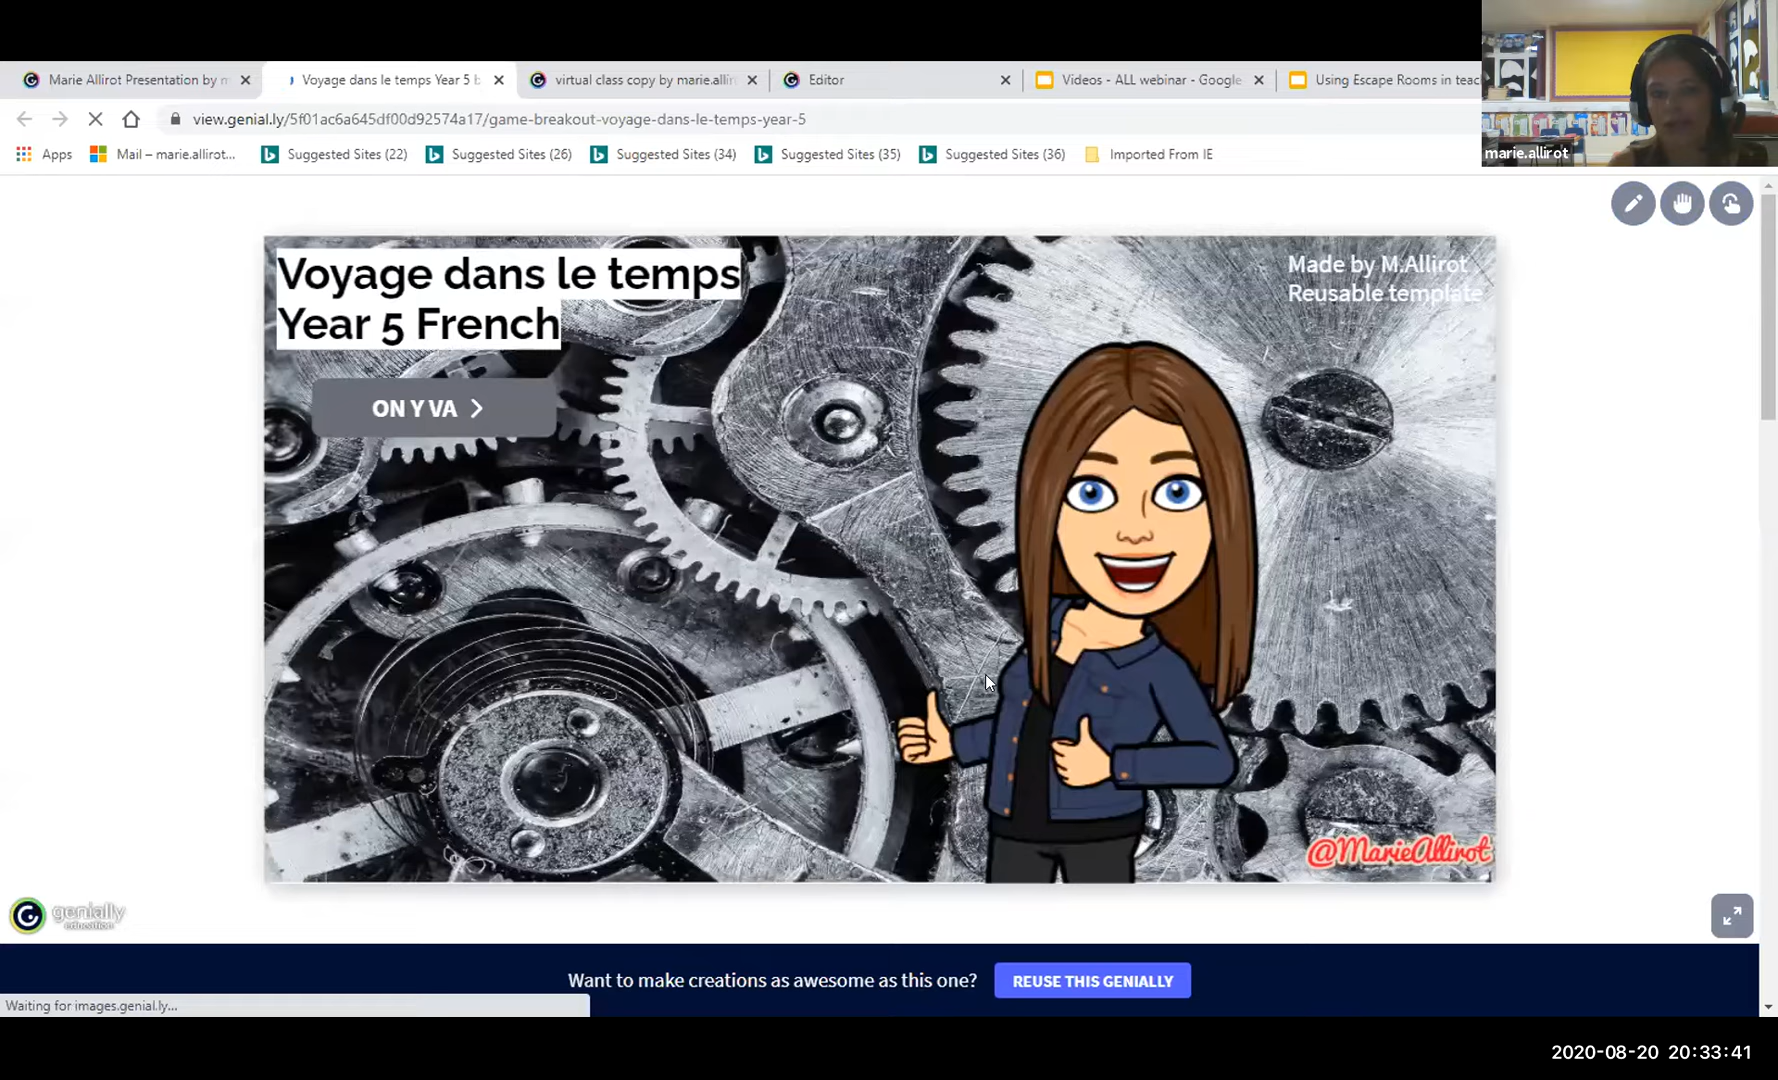 Marie Allirot Presentation by m
Voyage dans le temps Year 5 b
virtual class copy by marie.allir
Editor
Videos - ALL webinar - Google
Using Escape Rooms in teac
view.genial.ly/5f01ac6a645df00d92574a17/game-breakout-voyage-dans-le-temps-year-5
Apps
Mail – marie.allirot...
Suggested Sites (22)
Suggested Sites (26)
Suggested Sites (34)
Suggested Sites (35)
Suggested Sites (36)
Imported From IE
marie.allirot
Voyage dans le temps
Year 5 French
Made by M.Allirot
Reusable template
ON Y VA
@MarieAllirot
genially
education
Want to make creations as awesome as this one?
REUSE THIS GENIALLY
Waiting for images.genial.ly...
2020-08-20 20:33:41